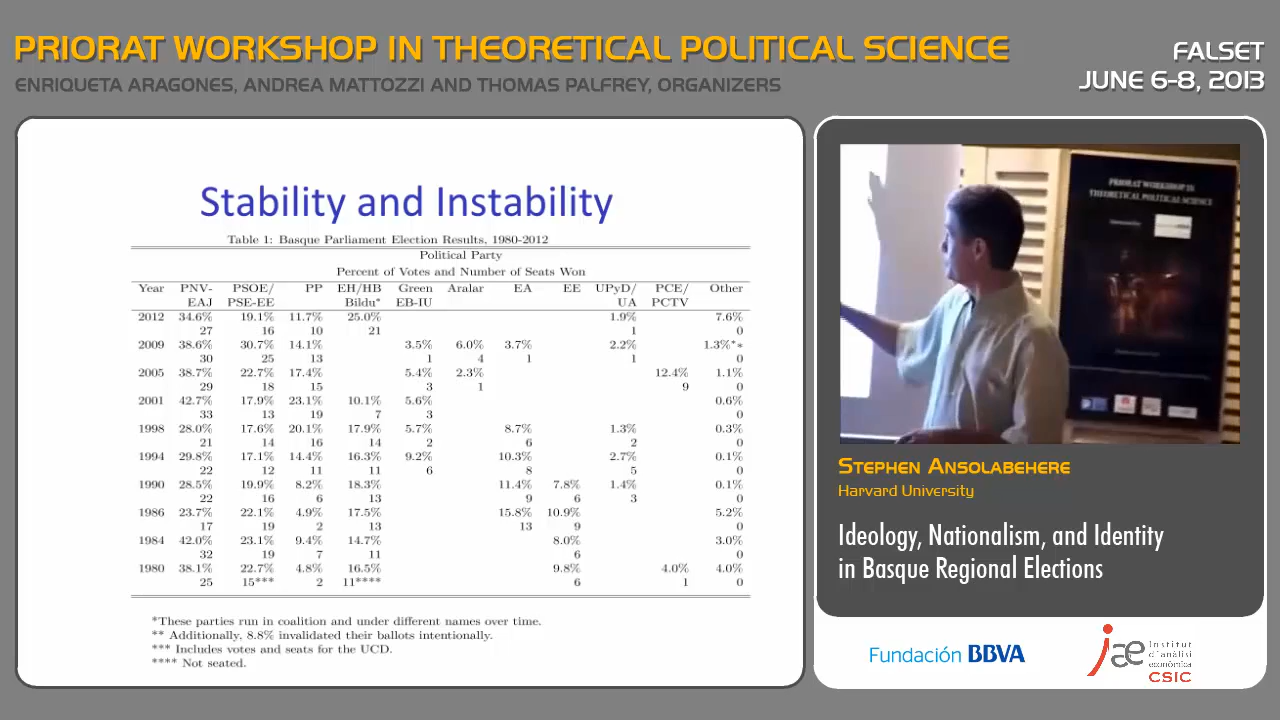 PRIORAT WORKSHOP IN THEORETICAL POLITICAL SCIENCE
ENRIQUETA ARAGONES, ANDREA MATTOZZI AND THOMAS PALFREY, ORGANIZERS
FALSET
JUNE 6-8, 2013
Stability and Instability
Table 1: Basque Parliament Election Results, 1980-2012
Political Party
Percent of Votes and Number of Seats Won
Year PNV- PSOE/ PP EH/HB Green Aralar EA EE UPyD/ PCE/ Other
EAJ PSE-EE Bildu* EB-IU UA PCTV
2012 34.6% 19.1% 11.7% 25.0% 1.9% 7.6%
27 16 10 21 1 0
2009 38.6% 30.7% 14.1% 3.5% 6.0% 3.7% 2.2% 1.3%**
30 25 13 1 4 1 1 0
2005 38.7% 22.7% 17.4% 5.4% 2.3% 12.4% 1.1%
29 18 15 3 1 9 0
2001 42.7% 17.9% 23.1% 10.1% 5.6% 0.6%
33 13 19 7 3 0
1998 28.0% 17.6% 20.1% 17.9% 5.7% 8.7% 1.3% 0.3%
21 14 16 14 2 6 2 0
1994 29.8% 17.1% 14.4% 16.3% 9.2% 10.3% 2.7% 0.1%
22 12 11 11 6 8 5 0
1990 28.5% 19.9% 8.2% 18.3% 11.4% 7.8% 1.4% 0.1%
22 16 6 13 9 6 3 0
1986 23.7% 22.1% 4.9% 17.5% 15.8% 10.9% 5.2%
17 19 2 13 13 9 0
1984 42.0% 23.1% 9.4% 14.7% 8.0% 3.0%
32 19 7 11 6 0
1980 38.1% 22.7% 4.8% 16.5% 9.8% 4.0% 4.0%
25 15*** 2 11**** 6 1 0
*These parties run in coalition and under different names over time.
** Additionally, 8.8% invalidated their ballots intentionally.
*** Includes votes and seats for the UCD.
**** Not seated.
PRIORAT WORKSHOP IN
THEORETICAL POLITICAL SCIENCE
STEPHEN ANSOLABEHERE
Harvard University
Ideology, Nationalism, and Identity
in Basque Regional Elections
Fundación BBVA
iae
Institut
d'anàlisi
econòmica
CSIC